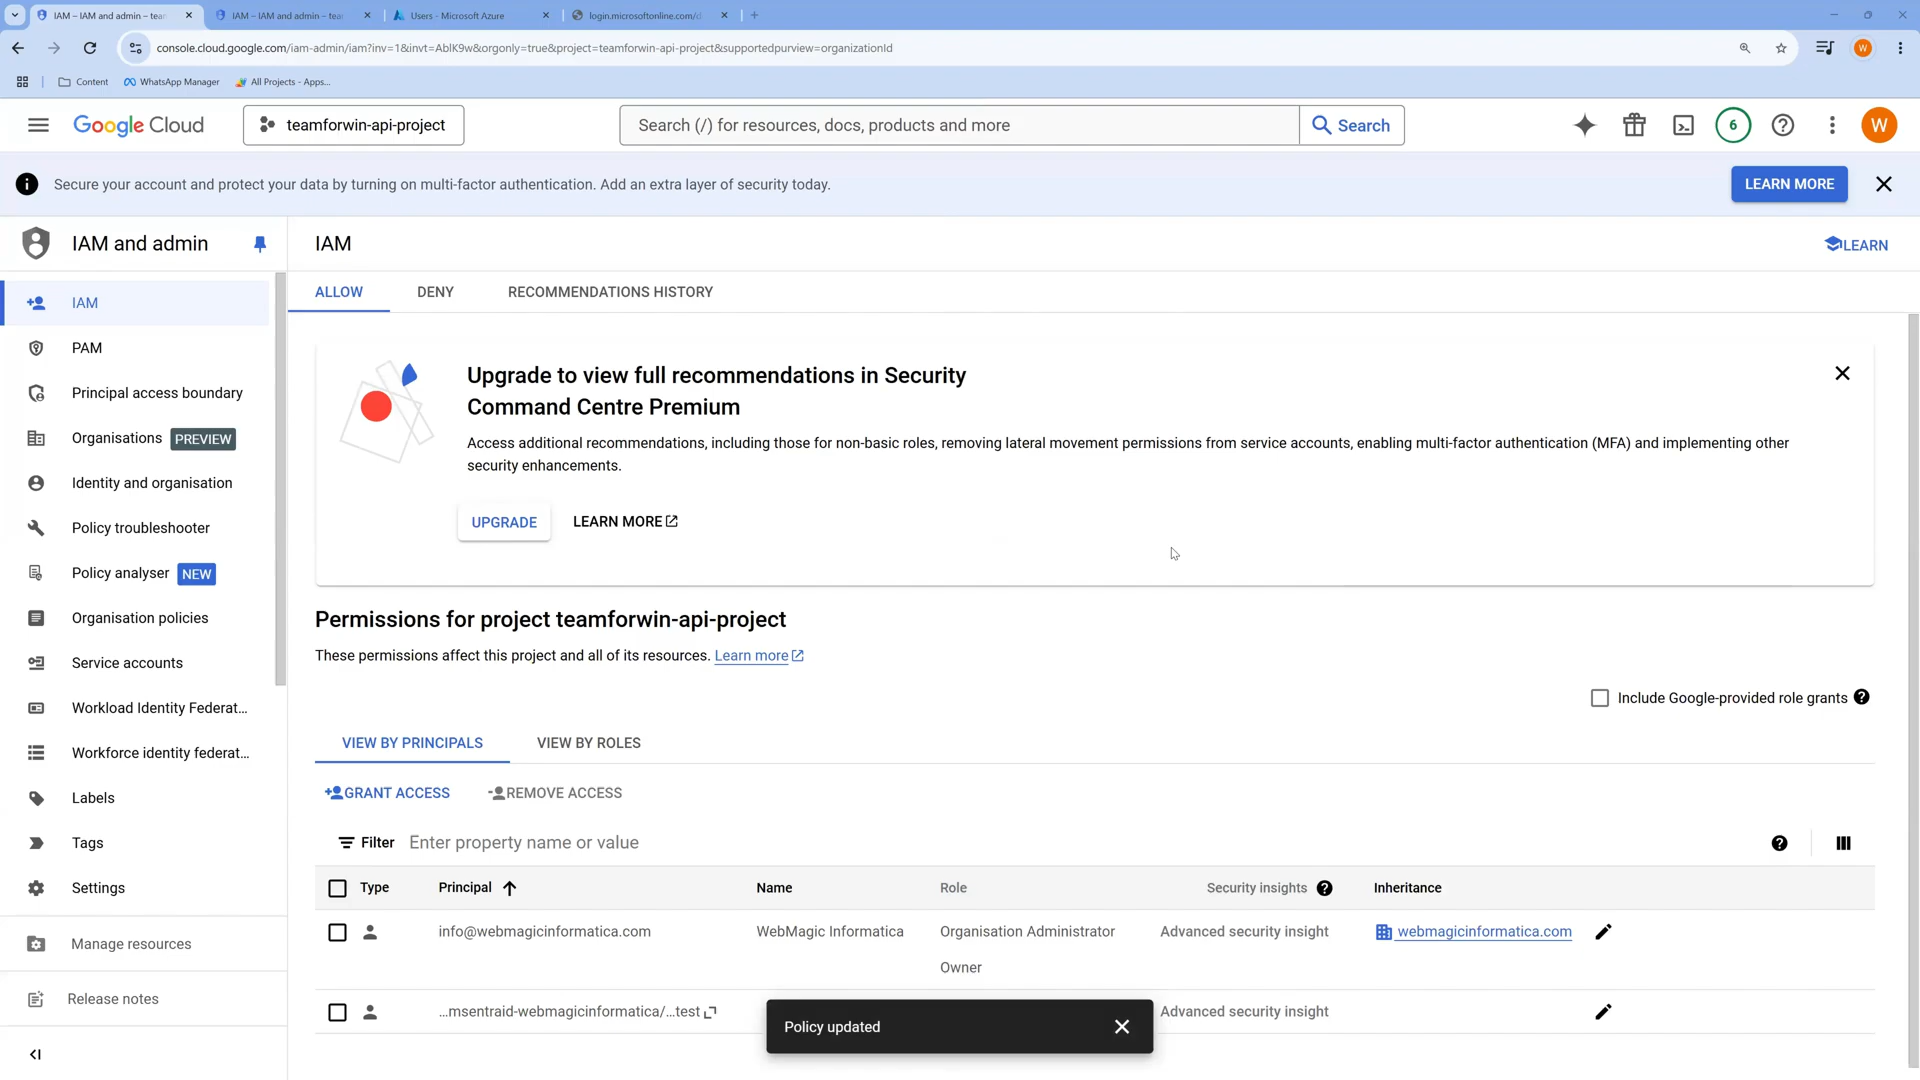 IAM – IAM and admin – tea
IAM – IAM and admin – tea
Users - Microsoft Azure
login.microsoftonline.com/d
console.cloud.google.com/iam-admin/iam?inv=1&invt=AblK9w&orgonly=true&project=teamforwin-api-project&supportedpurview=organizationId
W
Content
WhatsApp Manager
All Projects - Apps...
Google Cloud
teamforwin-api-project
Search (/) for resources, docs, products and more
Search
6
W
Secure your account and protect your data by turning on multi-factor authentication. Add an extra layer of security today.
LEARN MORE
IAM and admin
IAM
LEARN
ALLOW
DENY
RECOMMENDATIONS HISTORY
IAM
PAM
Principal access boundary
Organisations PREVIEW
Identity and organisation
Policy troubleshooter
Policy analyser NEW
Organisation policies
Service accounts
Workload Identity Federat...
Workforce identity federat...
Labels
Tags
Settings
Manage resources
Release notes
Upgrade to view full recommendations in Security
Command Centre Premium
Access additional recommendations, including those for non-basic roles, removing lateral movement permissions from service accounts, enabling multi-factor authentication (MFA) and implementing other
security enhancements.
UPGRADE
LEARN MORE
Permissions for project teamforwin-api-project
These permissions affect this project and all of its resources. Learn more
Include Google-provided role grants
VIEW BY PRINCIPALS
VIEW BY ROLES
GRANT ACCESS
REMOVE ACCESS
Filter Enter property name or value
Type Principal Name Role Security insights Inheritance
info@webmagicinformatica.com WebMagic Informatica Organisation Administrator Advanced security insight webmagicinformatica.com
Owner
...msentraid-webmagicinformatica/...test Advanced security insight
Policy updated